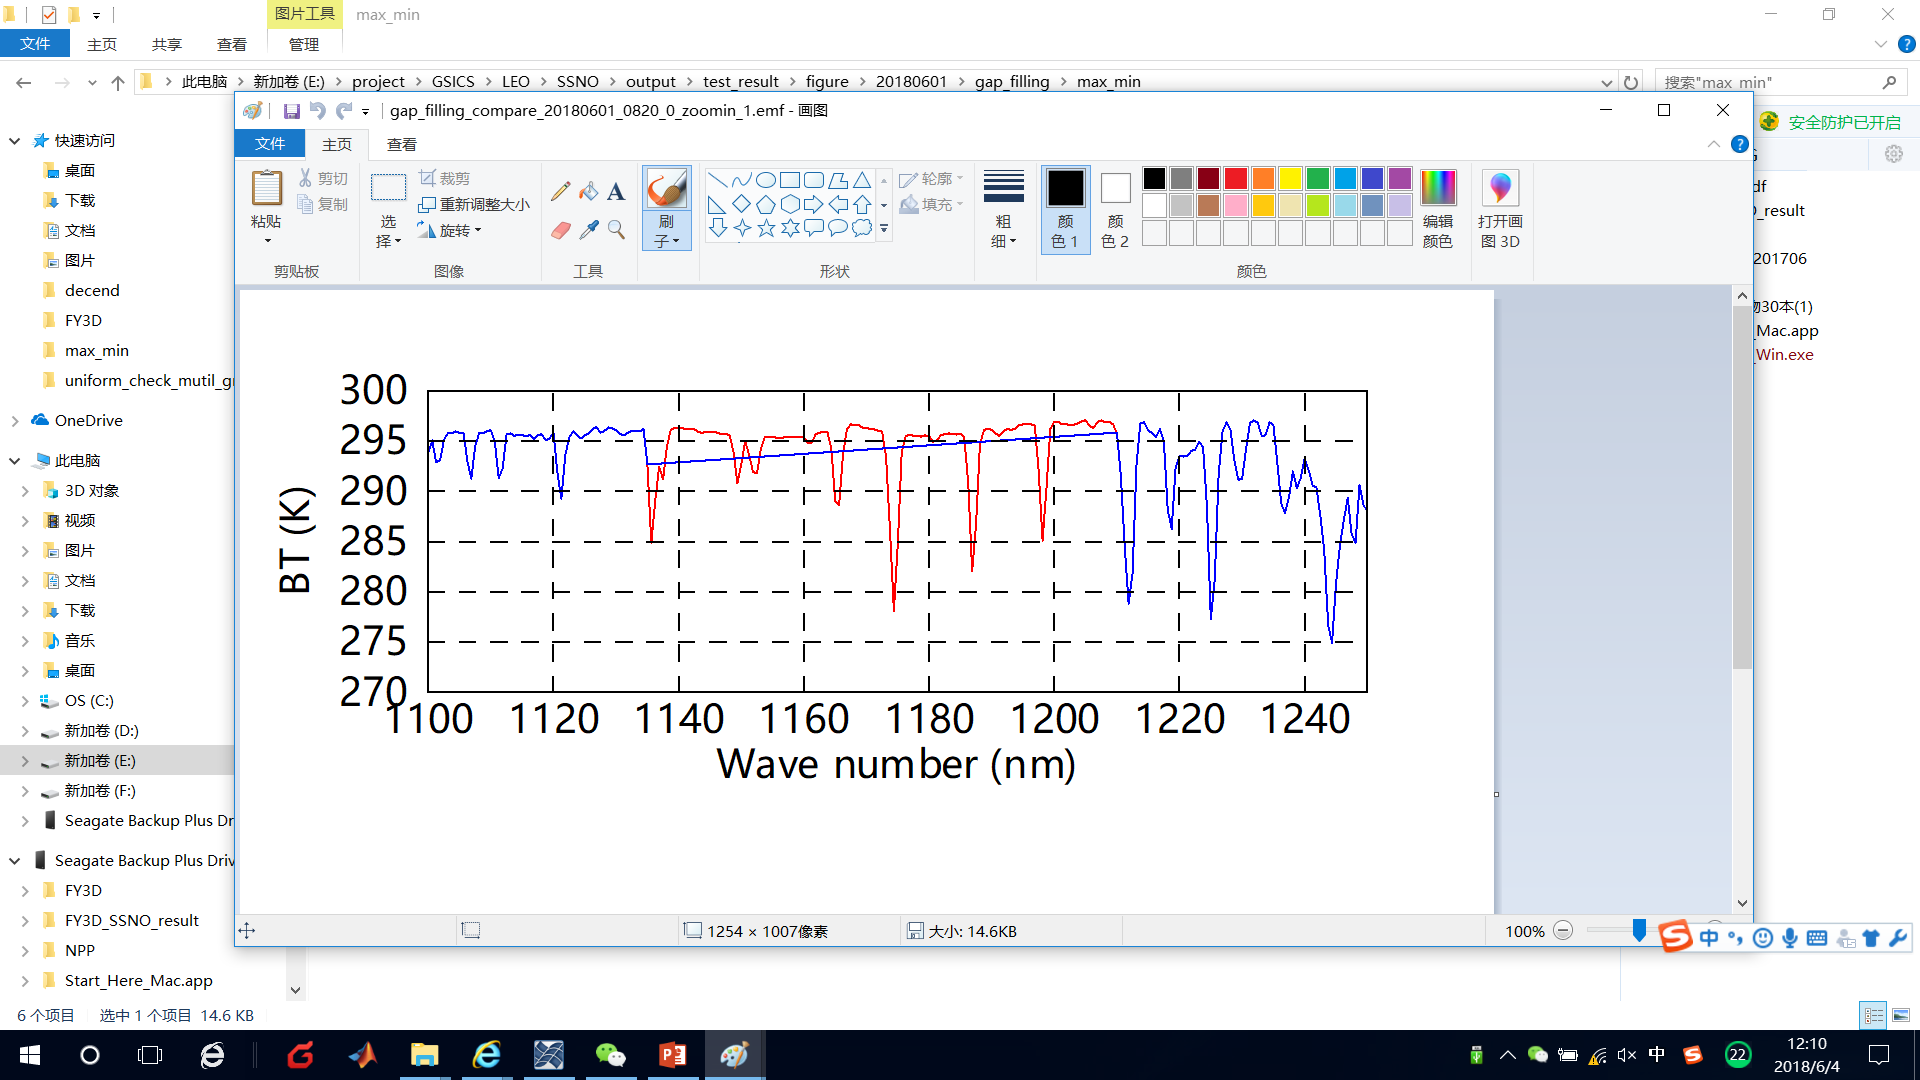 图片工具 max_min
文件 主页 共享 查看 管理
此电脑 新加卷 (E:) project GSICS LEO SSNO output test_result figure 20180601 gap_filling max_min 搜索"max_min"
gap_filling_compare_20180601_0820_0_zoomin_1.emf - 画图
文件 主页 查看
粘贴
剪切
复制
剪贴板
选
择
裁剪
重新调整大小
旋转
图像
A
工具
刷
子
形状
轮廓
填充
粗
细
颜
色 1
颜
色 2
颜色
编辑
颜色
打开画
图 3D
安全防护已开启
G
df
_result
201706
30本(1)
_Mac.app
_Win.exe
快速访问
桌面
下载
文档
图片
decend
FY3D
max_min
uniform_check_mutil_gr
OneDrive
此电脑
3D 对象
视频
图片
文档
下载
音乐
桌面
OS (C:)
新加卷 (D:)
新加卷 (E:)
新加卷 (F:)
Seagate Backup Plus Dr
Seagate Backup Plus Driv
FY3D
FY3D_SSNO_result
NPP
Start_Here_Mac.app
300
295
290
285
280
275
270
BT (K)
1100 1120 1140 1160 1180 1200 1220 1240
Wave number (nm)
1254 × 1007像素 大小: 14.6KB 100%
中
6 个项目 选中 1 个项目 14.6 KB
中 22 12:10
2018/6/4